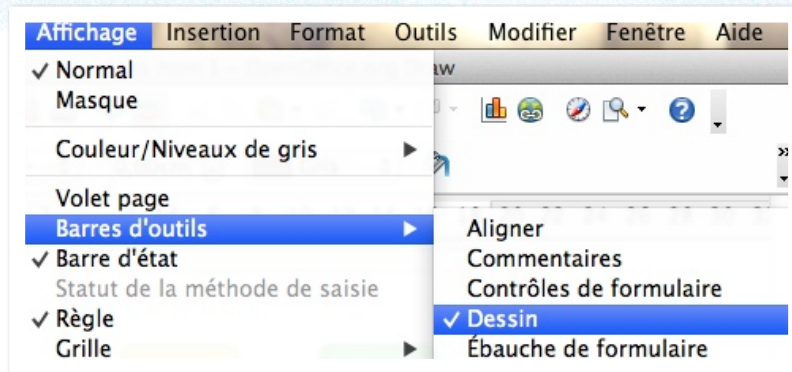 Affichage Insertion Format Outils Modifier Fenêtre Aide
✓ Normal
Masque
Couleur/Niveaux de gris
Volet page
Barres d'outils
✓ Barre d'état
Statut de la méthode de saisie
✓ Règle
Grille
Aligner
Commentaires
Contrôles de formulaire
✓ Dessin
Ébauche de formulaire